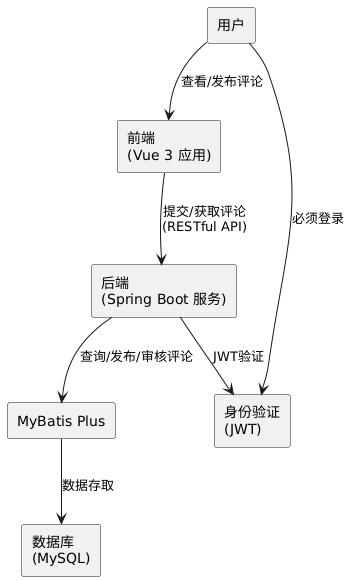 用户
查看/发布评论
前端
(Vue 3 应用)
提交/获取评论
(RESTful API)
必须登录
后端
(Spring Boot 服务)
查询/发布/审核评论
JWT验证
MyBatis Plus
身份验证
(JWT)
数据存取
数据库
(MySQL)